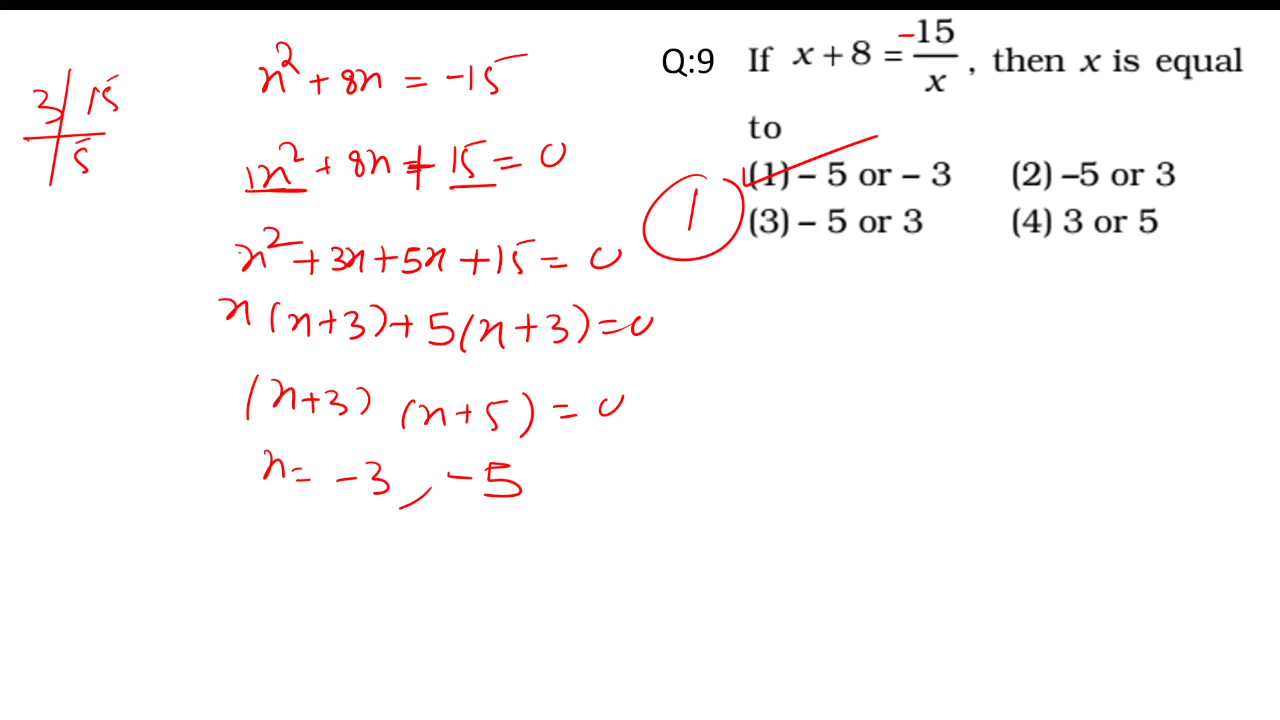 3 | 15
5
x² + 8x = -15
1x² + 8x + 15 = 0
x² + 3x + 5x + 15 = 0
x(x+3) + 5(x+3) = 0
(x+3) (x+5) = 0
x = -3, -5
Q:9 If x + 8 = -15/x, then x is equal
to
(1) – 5 or – 3 (2) –5 or 3
(3) – 5 or 3 (4) 3 or 5
1